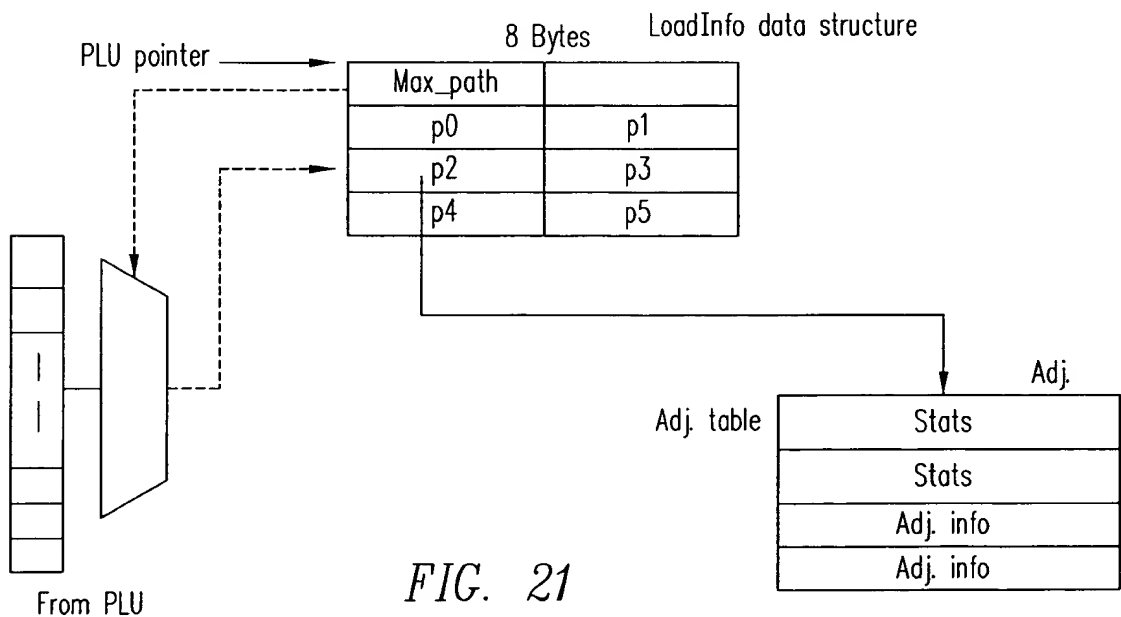 8 Bytes LoadInfo data structure
PLU pointer
Max_path
p0 p1
p2 p3
p4 p5
Adj.
Adj. table
Stats
Stats
Adj. info
Adj. info
From PLU
FIG. 21